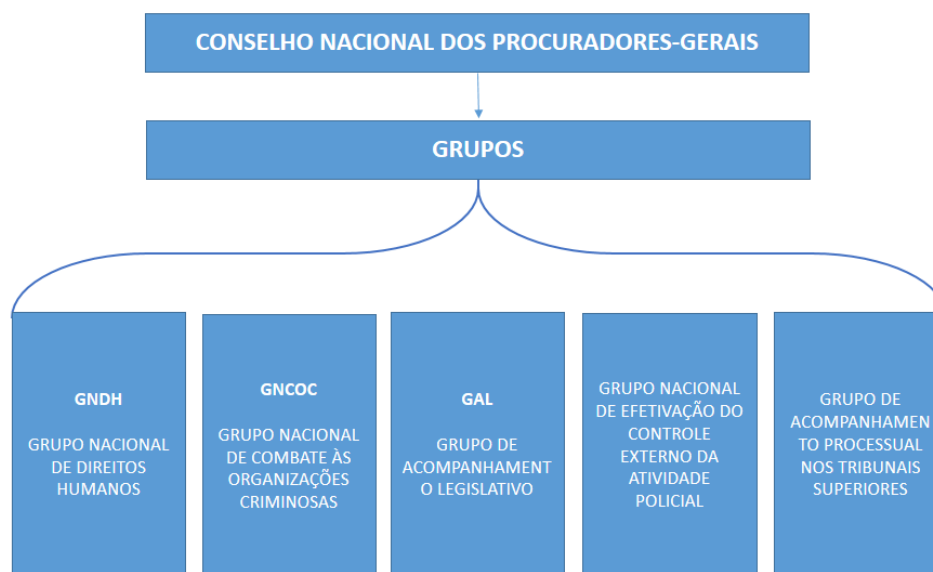 CONSELHO NACIONAL DOS PROCURADORES-GERAIS
GRUPOS
GNDH
GRUPO NACIONAL
DE DIREITOS
HUMANOS
GNCOC
GRUPO NACIONAL
DE COMBATE ÀS
ORGANIZAÇÕES
CRIMINOSAS
GAL
GRUPO DE
ACOMPANHAMENT
O LEGISLATIVO
GRUPO NACIONAL
DE EFETIVAÇÃO DO
CONTROLE
EXTERNO DA
ATIVIDADE
POLICIAL
GRUPO DE
ACOMPANHAMEN
TO PROCESSUAL
NOS TRIBUNAIS
SUPERIORES